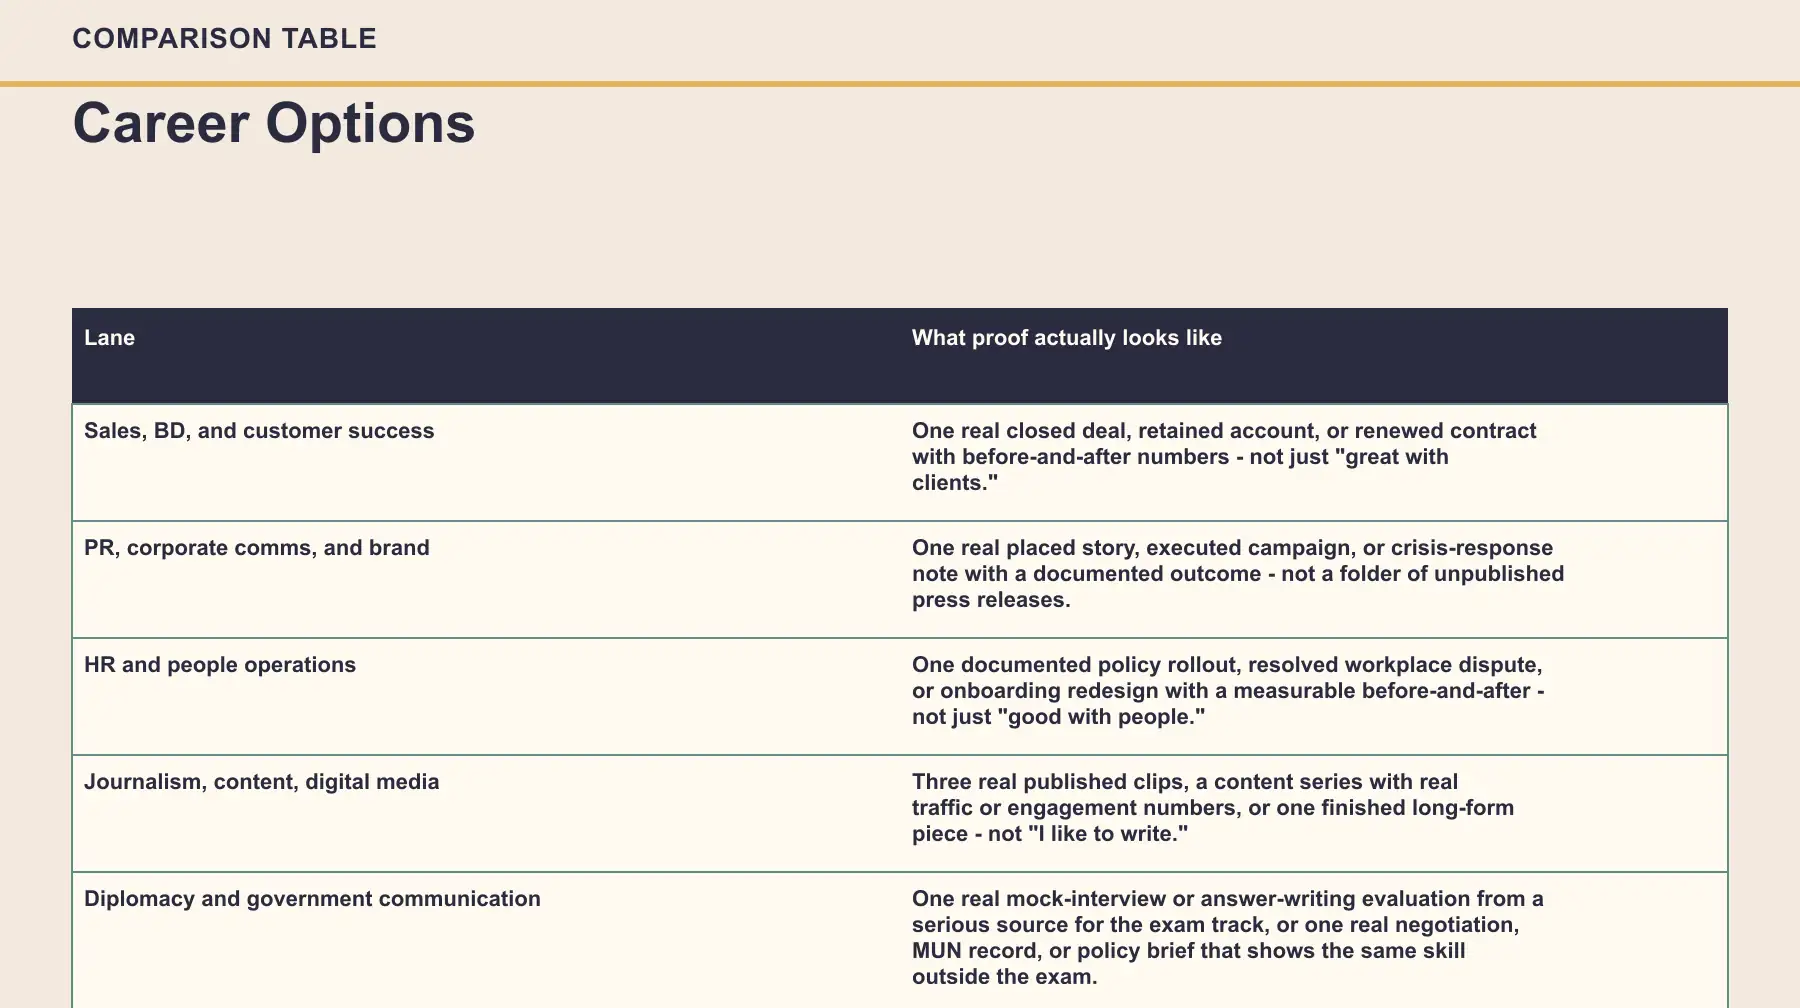 COMPARISON TABLE
Career Options
Lane
What proof actually looks like
Sales, BD, and customer success
One real closed deal, retained account, or renewed contract
with before-and-after numbers - not just "great with
clients."
PR, corporate comms, and brand
One real placed story, executed campaign, or crisis-response
note with a documented outcome - not a folder of unpublished
press releases.
HR and people operations
One documented policy rollout, resolved workplace dispute,
or onboarding redesign with a measurable before-and-after -
not just "good with people."
Journalism, content, digital media
Three real published clips, a content series with real
traffic or engagement numbers, or one finished long-form
piece - not "I like to write."
Diplomacy and government communication
One real mock-interview or answer-writing evaluation from a
serious source for the exam track, or one real negotiation,
MUN record, or policy brief that shows the same skill
outside the exam.